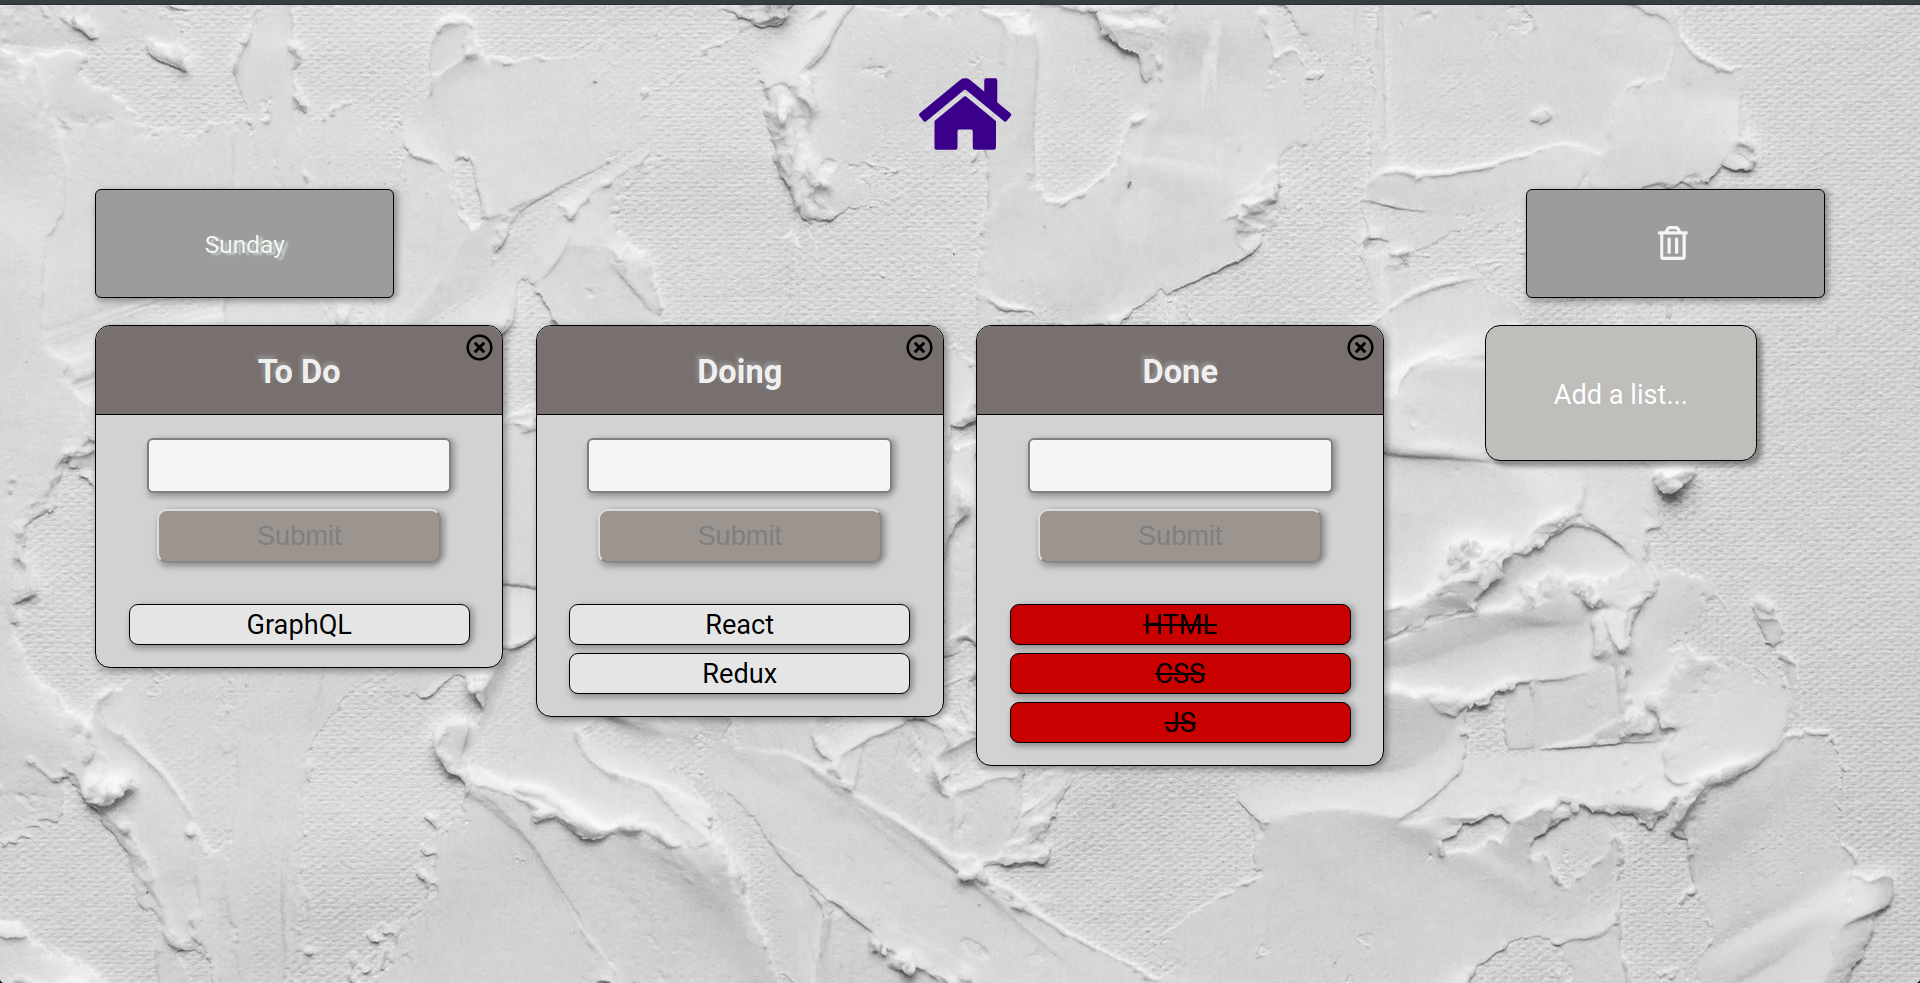 Sunday
To Do
Submit
GraphQL
Doing
Submit
React
Redux
Done
Submit
HTML
CSS
JS
Add a list...